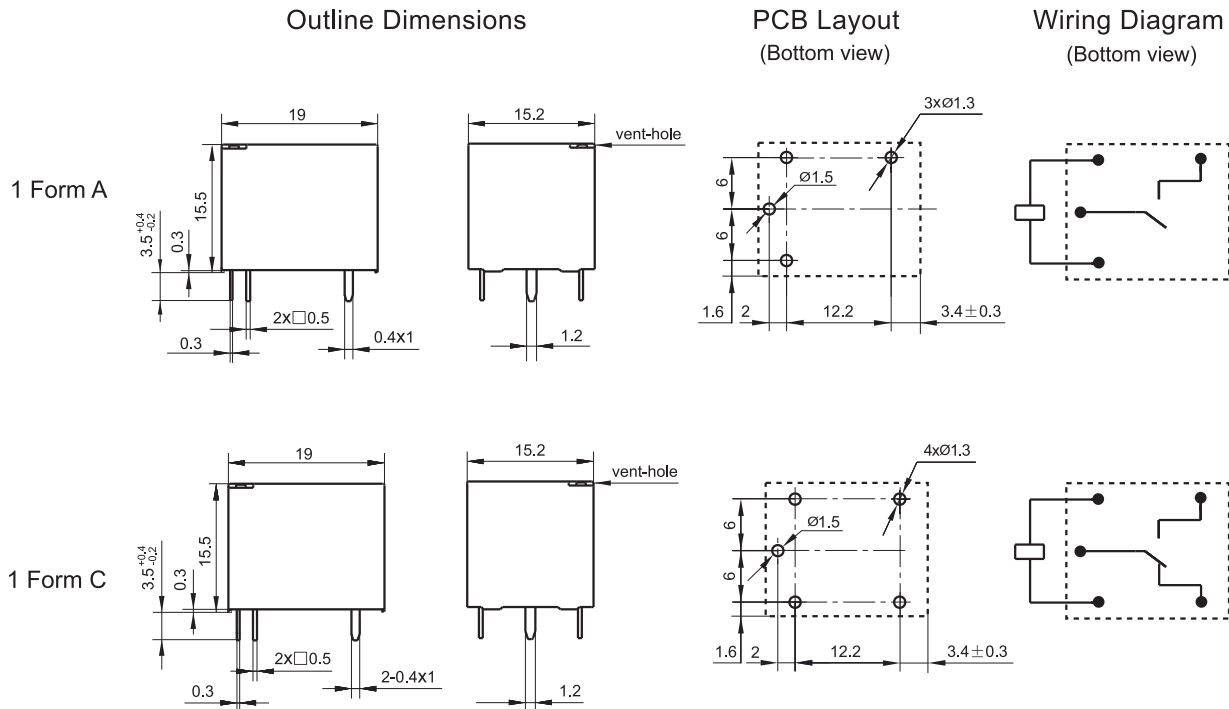 Outline Dimensions
PCB Layout
Wiring Diagram
(Bottom view)
(Bottom view)
1 Form A
19
15.5
0.3
3.5 +0.4 -0.2
2x□0.5
0.3
0.4x1
15.2
vent-hole
1.2
3xØ1.3
Ø1.5
6
6
1.6
2
12.2
3.4±0.3
1 Form C
19
15.5
0.3
3.5 +0.4 -0.2
2x□0.5
0.3
2-0.4x1
15.2
vent-hole
1.2
4xØ1.3
Ø1.5
6
6
1.6
2
12.2
3.4±0.3